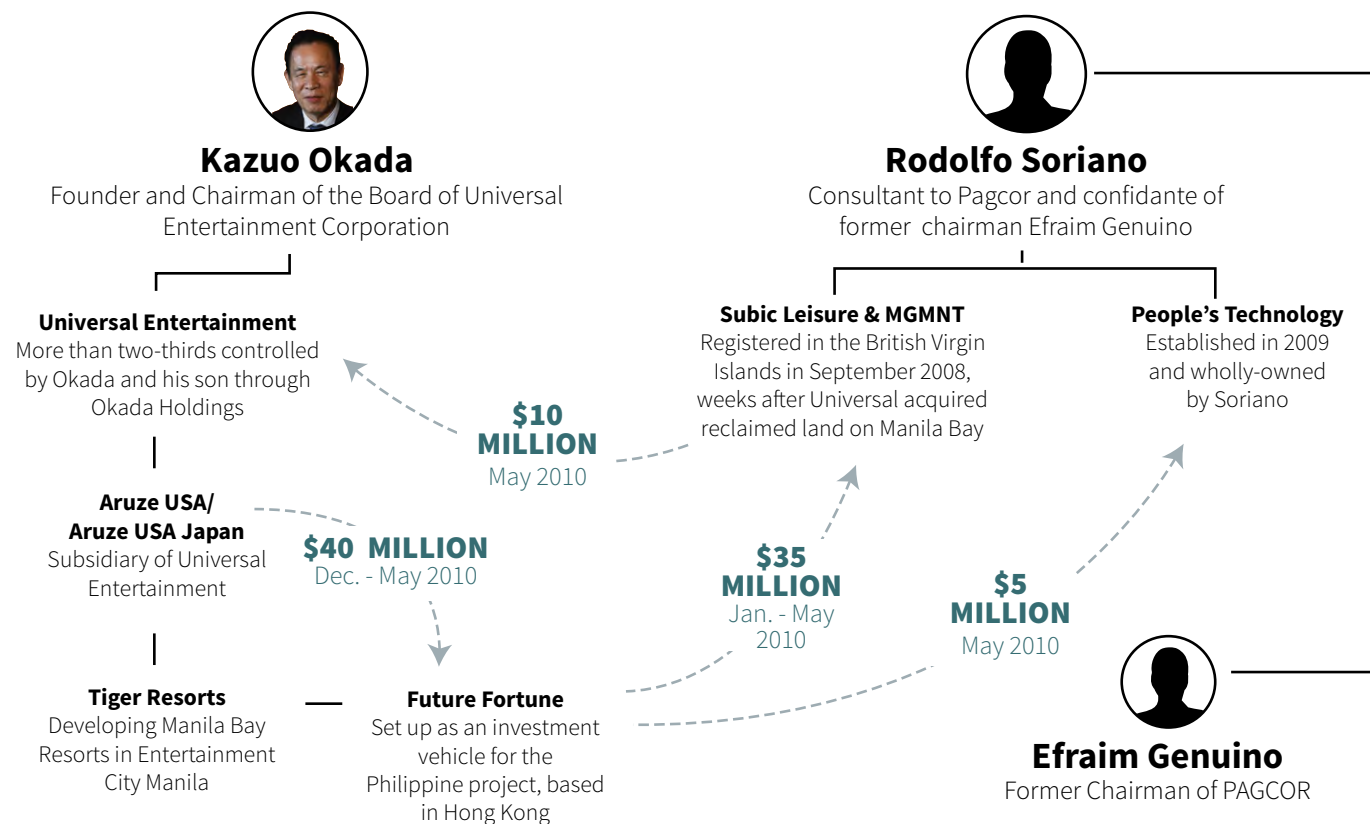 Kazuo Okada
Founder and Chairman of the Board of Universal
Entertainment Corporation
Rodolfo Soriano
Consultant to Pagcor and confidante of
former chairman Efraim Genuino
Universal Entertainment
More than two-thirds controlled
by Okada and his son through
Okada Holdings
Subic Leisure & MGMNT
Registered in the British Virgin
Islands in September 2008,
weeks after Universal acquired
reclaimed land on Manila Bay
People’s Technology
Established in 2009
and wholly-owned
by Soriano
$10
MILLION
May 2010
Aruze USA/
Aruze USA Japan
Subsidiary of Universal
Entertainment
$40 MILLION
Dec. - May 2010
$35
MILLION
Jan. - May
2010
$5
MILLION
May 2010
Tiger Resorts
Developing Manila Bay
Resorts in Entertainment
City Manila
Future Fortune
Set up as an investment
vehicle for the
Philippine project, based
in Hong Kong
Efraim Genuino
Former Chairman of PAGCOR